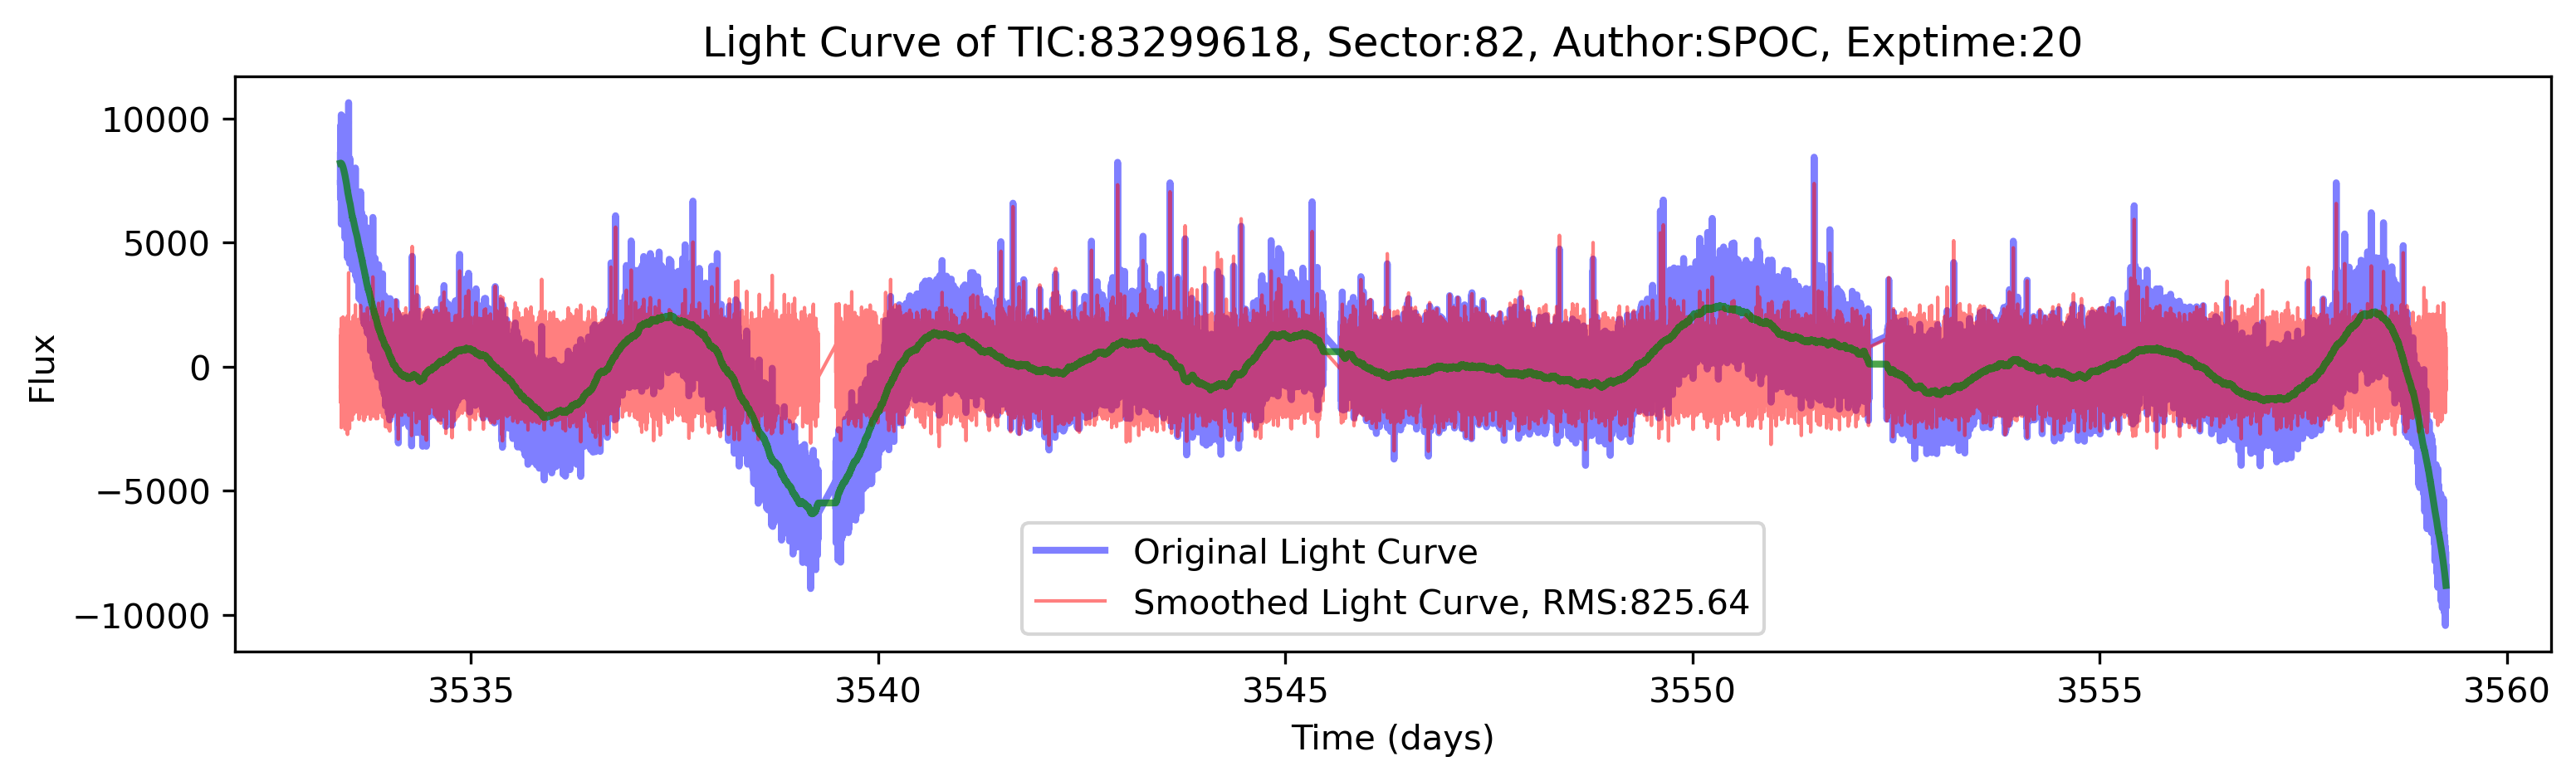 Light Curve of TIC:83299618, Sector:82, Author:SPOC, Exptime:20
Flux
10000
5000
0
−5000
−10000
Original Light Curve
Smoothed Light Curve, RMS:825.64
3535
3540
3545
3550
3555
3560
Time (days)